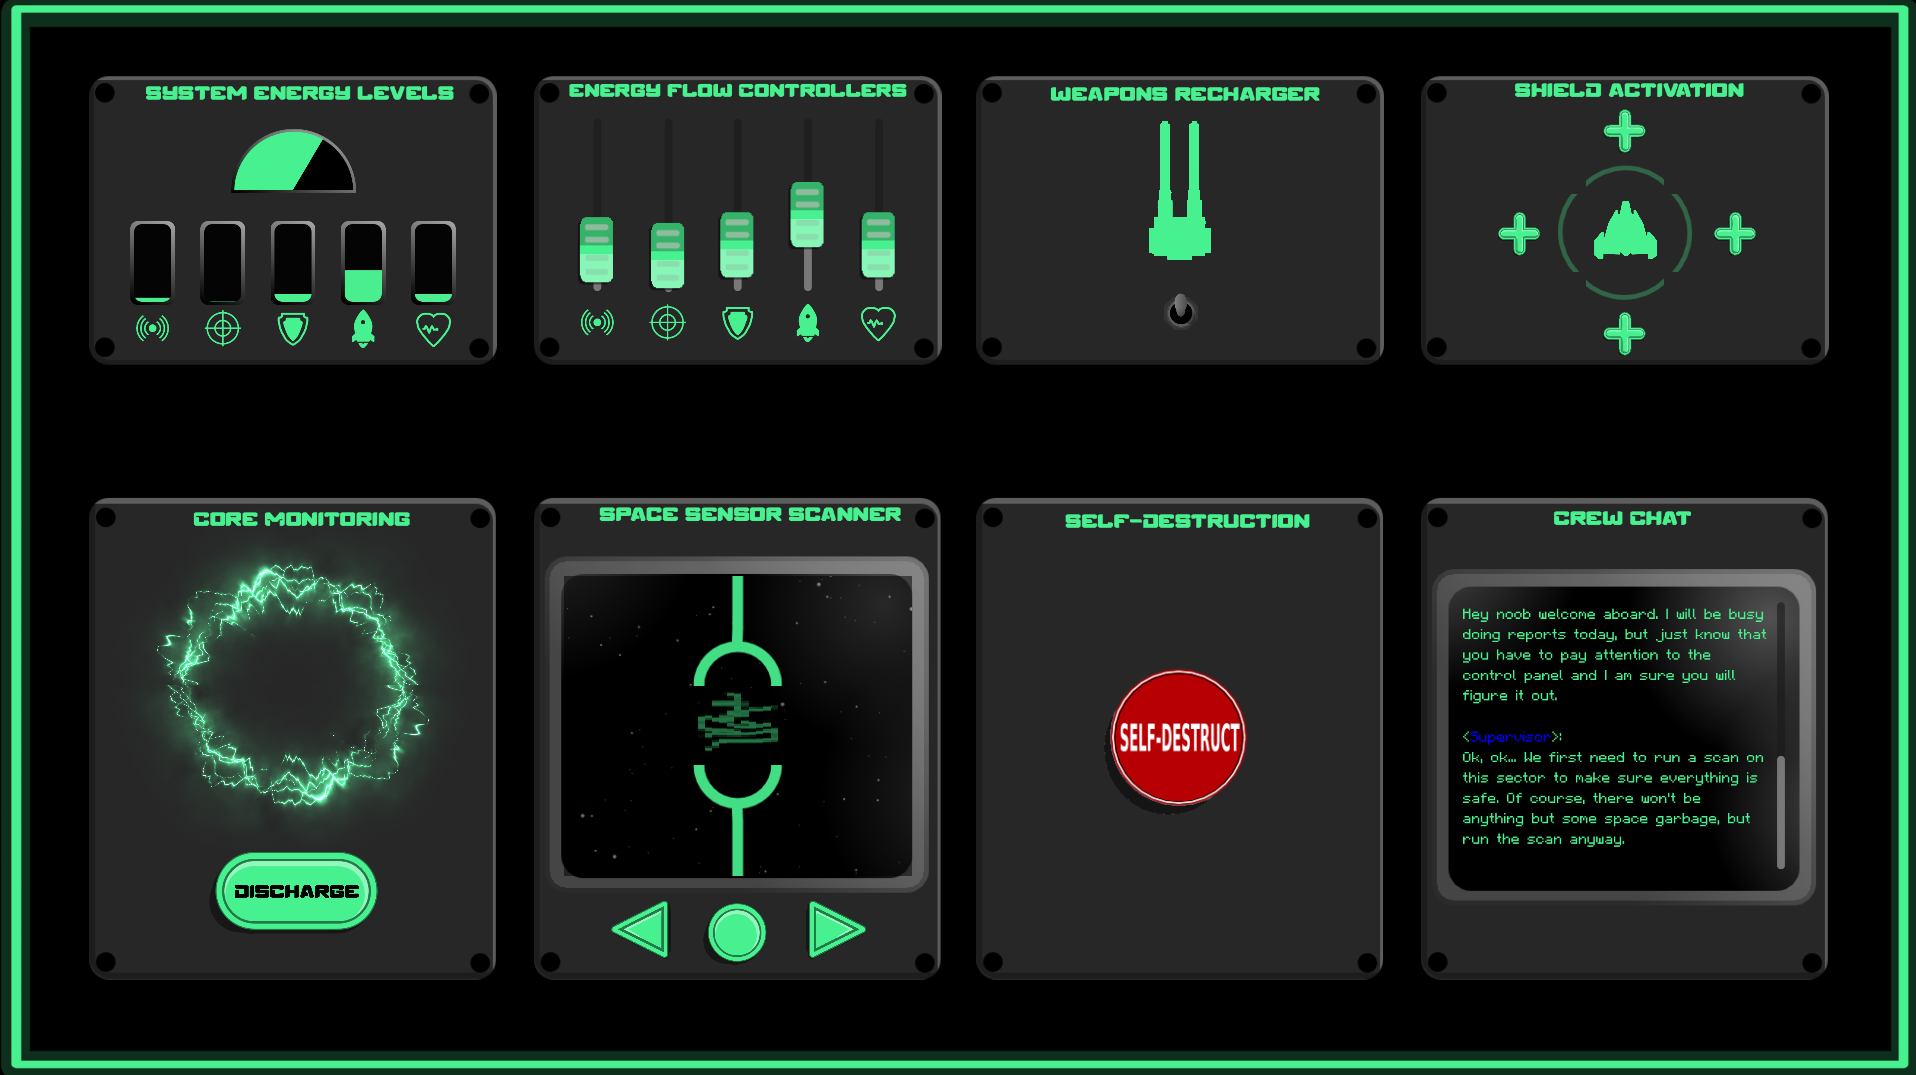 SYSTEM ENERGY LEVELS
ENERGY FLOW CONTROLLERS
WEAPONS RECHARGER
SHIELD ACTIVATION
CORE MONITORING
DISCHARGE
SPACE SENSOR SCANNER
SELF-DESTRUCTION
SELF-DESTRUCT
CREW CHAT
Hey noob welcome aboard. I will be busy
doing reports today, but just know that
you have to pay attention to the
control panel and I am sure you will
figure it out.
<Supervisor>:
Ok, ok... We first need to run a scan on
this sector to make sure everything is
safe. Of course, there won't be
anything but some space garbage, but
run the scan anyway.